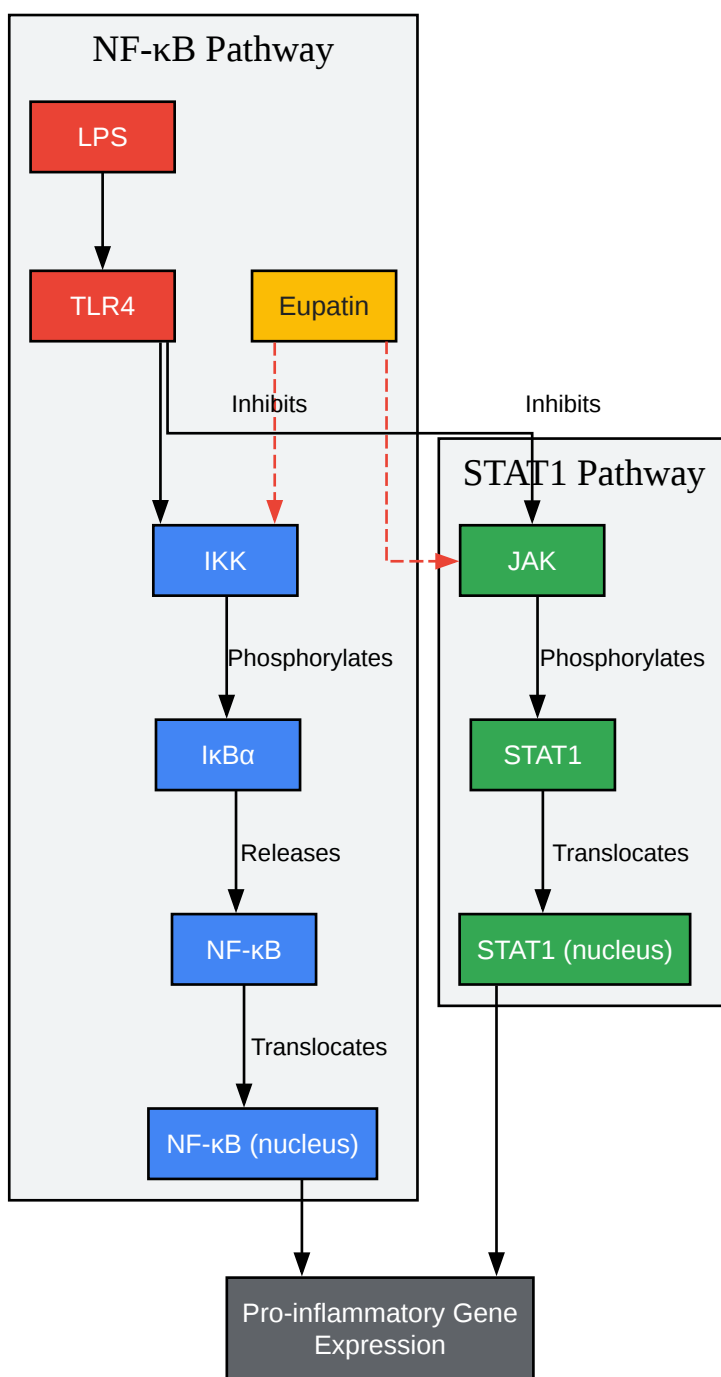 NF-κB Pathway
LPS
TLR4
Eupatin
Inhibits
Inhibits
STAT1 Pathway
IKK
JAK
Phosphorylates
Phosphorylates
IκBα
STAT1
Releases
Translocates
NF-κB
STAT1 (nucleus)
Translocates
NF-κB (nucleus)
Pro-inflammatory Gene
Expression